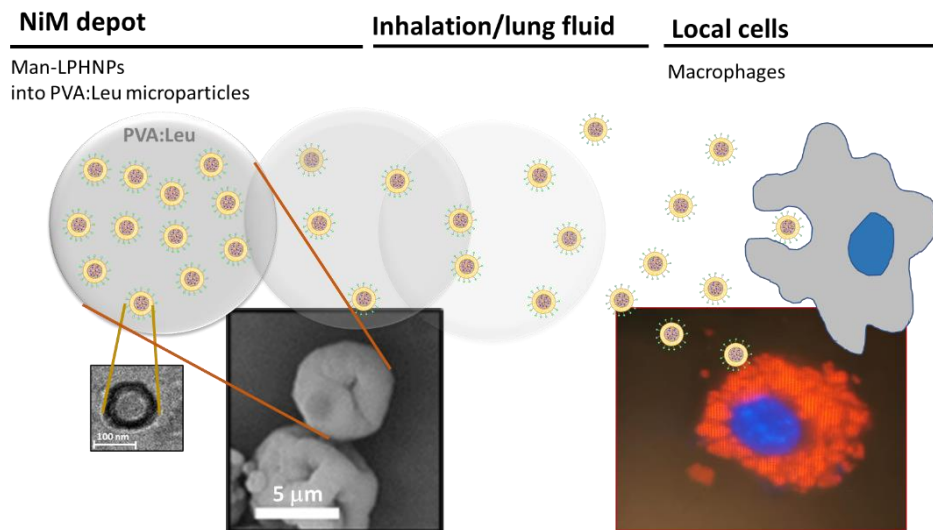 NiM depot
Inhalation/lung fluid
Local cells
Man-LPHNPs
into PVA:Leu microparticles
Macrophages
PVA:Leu
100 nm
5 μm